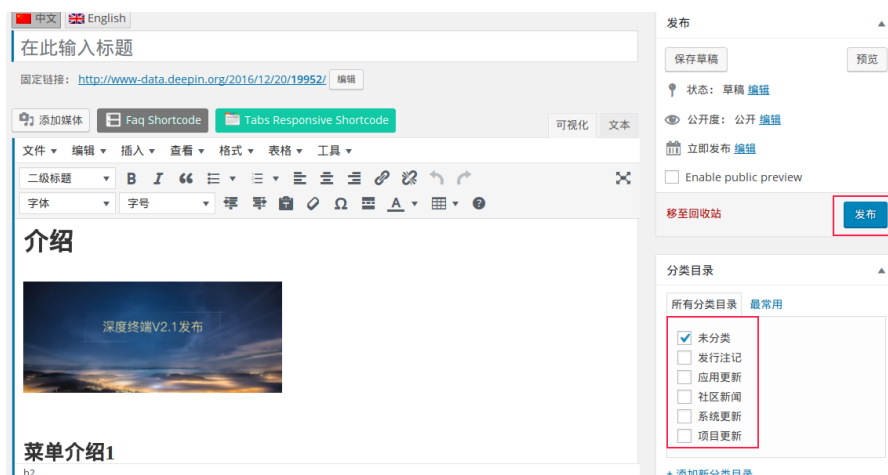 中文 English
在此输入标题
固定链接： http://www-data.deepin.org/2016/12/20/19952/ 编辑
添加媒体 Faq Shortcode Tabs Responsive Shortcode
可视化 文本
文件 编辑 插入 查看 格式 表格 工具
二级标题 B I
字体 字号 Ω A
介绍
深度终端V2.1发布
菜单介绍1
h2
发布
保存草稿 预览
状态： 草稿 编辑
公开度： 公开 编辑
立即发布 编辑
Enable public preview
移至回收站 发布
分类目录
所有分类目录 最常用
未分类
发行注记
应用更新
社区新闻
系统更新
项目更新
+ 添加新分类目录